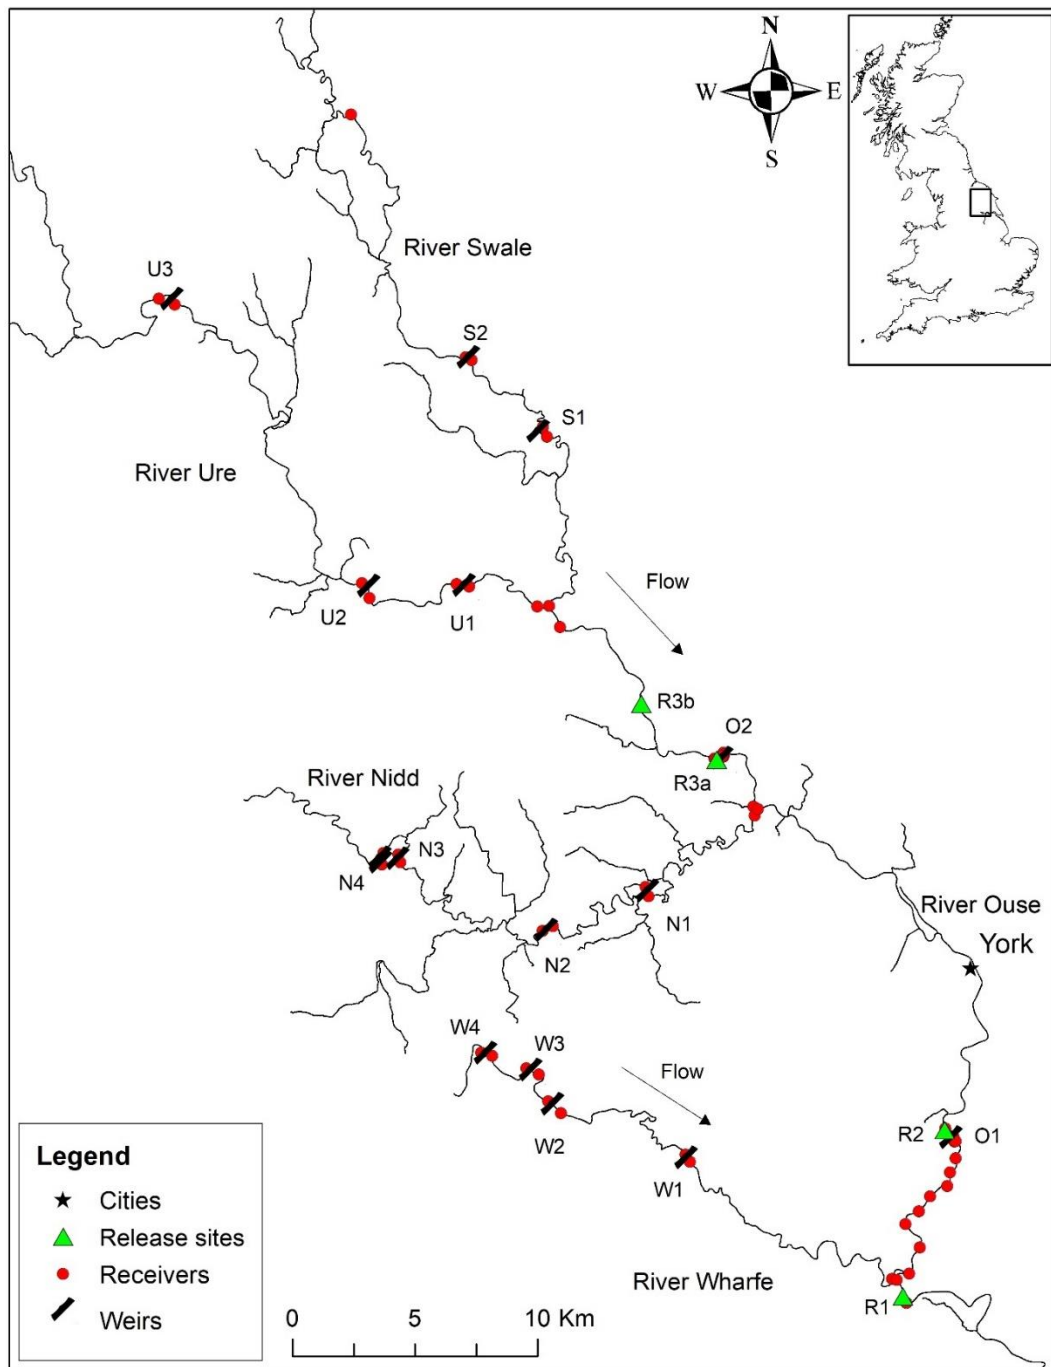 N
W E
S
River Swale
U3
S2
S1
River Ure
Flow
U2 U1
R3b
O2
River Nidd
R3a
N3
N4
N1
River Ouse
York
N2
W4
W3
Flow
R2 O1
W2
W1
Legend
Cities
Release sites
Receivers
Weirs
River Wharfe
R1
0 5 10 Km